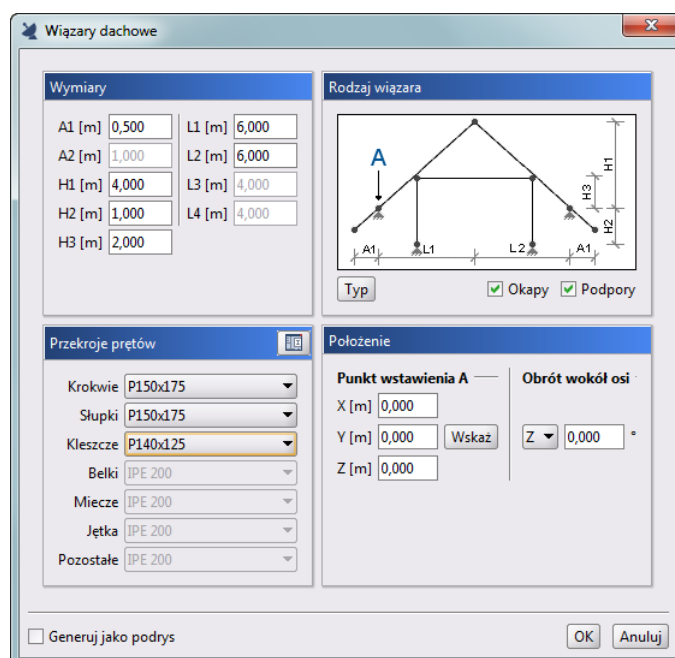 Wiązary dachowe
Wymiary
A1 [m] 0,500 L1 [m] 6,000
A2 [m] 1,000 L2 [m] 6,000
H1 [m] 4,000 L3 [m] 4,000
H2 [m] 1,000 L4 [m] 4,000
H3 [m] 2,000
Rodzaj wiązara
A
H1
H3
H2
A1 L1 L2 A1
Typ Okapy Podpory
Przekroje prętów
Krokwie P150x175
Słupki P150x175
Kleszcze P140x125
Belki IPE 200
Miecze IPE 200
Jętka IPE 200
Pozostałe IPE 200
Położenie
Punkt wstawienia A Obrót wokół osi
X [m] 0,000
Y [m] 0,000 Wskaż Z 0,000 °
Z [m] 0,000
Generuj jako podrys OK Anuluj